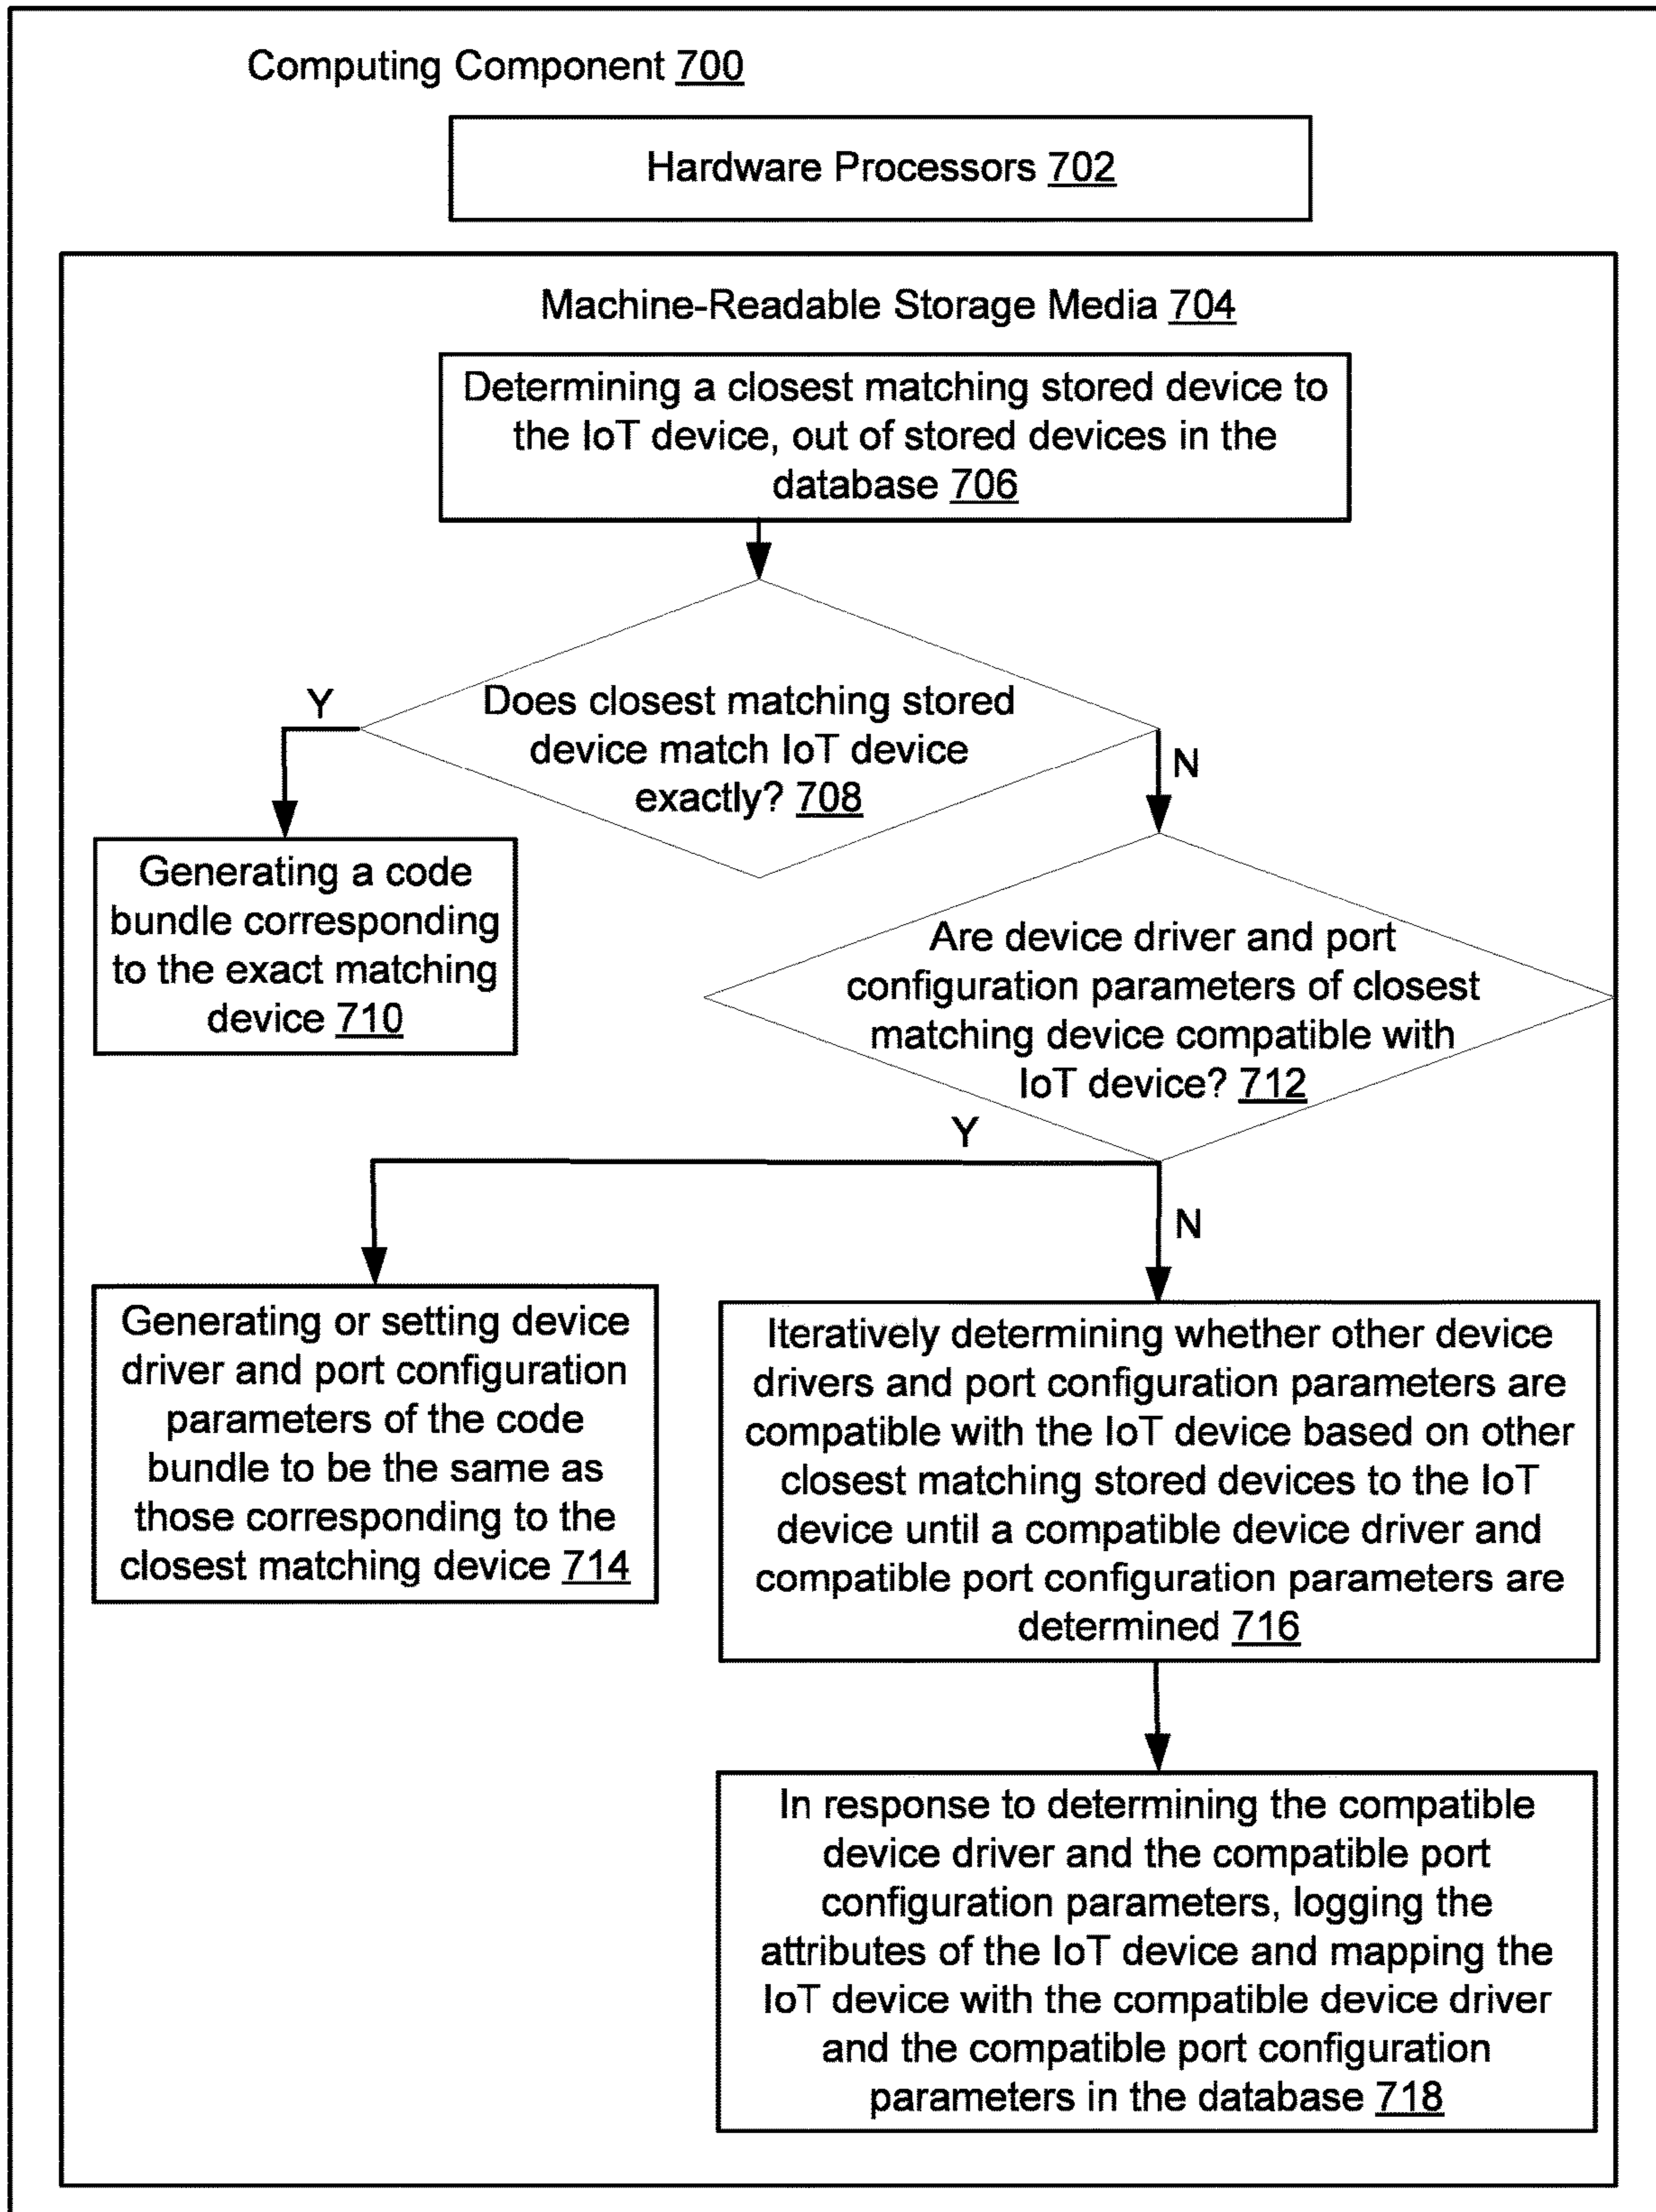 Computing Component 700
Hardware Processors 702
Machine-Readable Storage Media 704
Determining a closest matching stored device to
the IoT device, out of stored devices in the
database 706
Y
Does closest matching stored
device match IoT device
exactly? 708
N
Generating a code
bundle corresponding
to the exact matching
device 710
Are device driver and port
configuration parameters of closest
matching device compatible with
IoT device? 712
Y
N
Generating or setting device
driver and port configuration
parameters of the code
bundle to be the same as
those corresponding to the
closest matching device 714
Iteratively determining whether other device
drivers and port configuration parameters are
compatible with the IoT device based on other
closest matching stored devices to the IoT
device until a compatible device driver and
compatible port configuration parameters are
determined 716
In response to determining the compatible
device driver and the compatible port
configuration parameters, logging the
attributes of the IoT device and mapping the
IoT device with the compatible device driver
and the compatible port configuration
parameters in the database 718